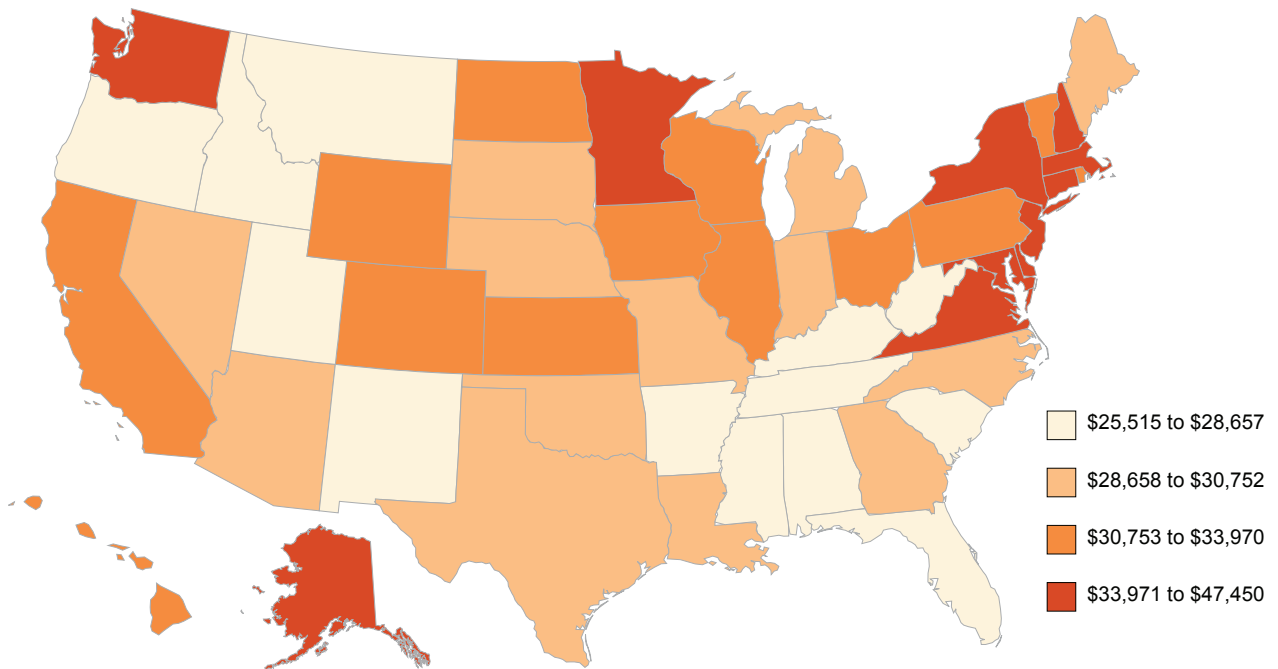 $25,515 to $28,657
$28,658 to $30,752
$30,753 to $33,970
$33,971 to $47,450